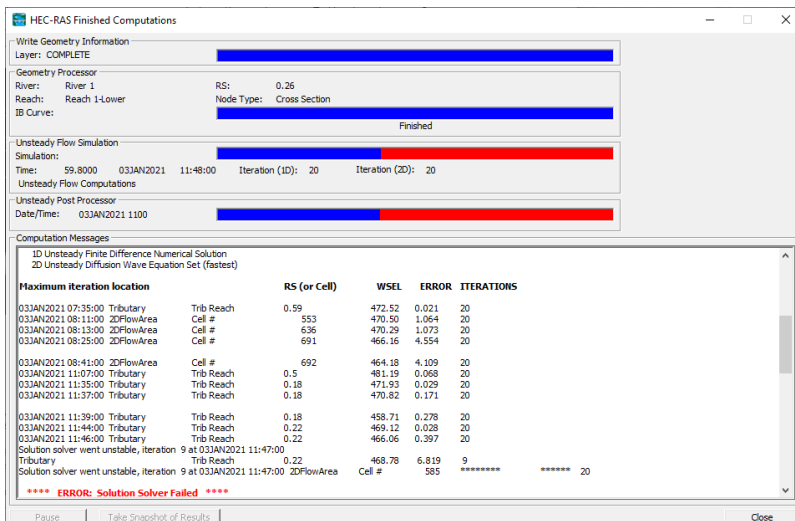 HEC-RAS Finished Computations
Write Geometry Information
Layer: COMPLETE
Geometry Processor
River: River 1 RS: 0.26
Reach: Reach 1-Lower Node Type: Cross Section
IB Curve:
Finished
Unsteady Flow Simulation
Simulation:
Time: 59.8000 03JAN2021 11:48:00 Iteration (1D): 20 Iteration (2D): 20
Unsteady Flow Computations
Unsteady Post Processor
Date/Time: 03JAN2021 1100
Computation Messages
1D Unsteady Finite Difference Numerical Solution
2D Unsteady Diffusion Wave Equation Set (fastest)
Maximum iteration location RS (or Cell) WSEL ERROR ITERATIONS
03JAN2021 07:35:00 Tributary Trib Reach 0.59 472.52 0.021 20
03JAN2021 08:11:00 2DFlowArea Cell # 553 470.50 1.064 20
03JAN2021 08:13:00 2DFlowArea Cell # 636 470.29 1.073 20
03JAN2021 08:25:00 2DFlowArea Cell # 691 466.16 4.554 20
03JAN2021 08:41:00 2DFlowArea Cell # 692 464.18 4.109 20
03JAN2021 11:07:00 Tributary Trib Reach 0.5 481.19 0.068 20
03JAN2021 11:35:00 Tributary Trib Reach 0.18 471.93 0.029 20
03JAN2021 11:37:00 Tributary Trib Reach 0.18 470.82 0.171 20
03JAN2021 11:39:00 Tributary Trib Reach 0.18 458.71 0.278 20
03JAN2021 11:44:00 Tributary Trib Reach 0.22 469.12 0.028 20
03JAN2021 11:46:00 Tributary Trib Reach 0.22 466.06 0.397 20
Solution solver went unstable, iteration 9 at 03JAN2021 11:47:00
Tributary Trib Reach 0.22 468.78 6.819 9
Solution solver went unstable, iteration 9 at 03JAN2021 11:47:00 2DFlowArea Cell # 585 ******** ****** 20
**** ERROR: Solution Solver Failed ****
Pause Take Snapshot of Results Close